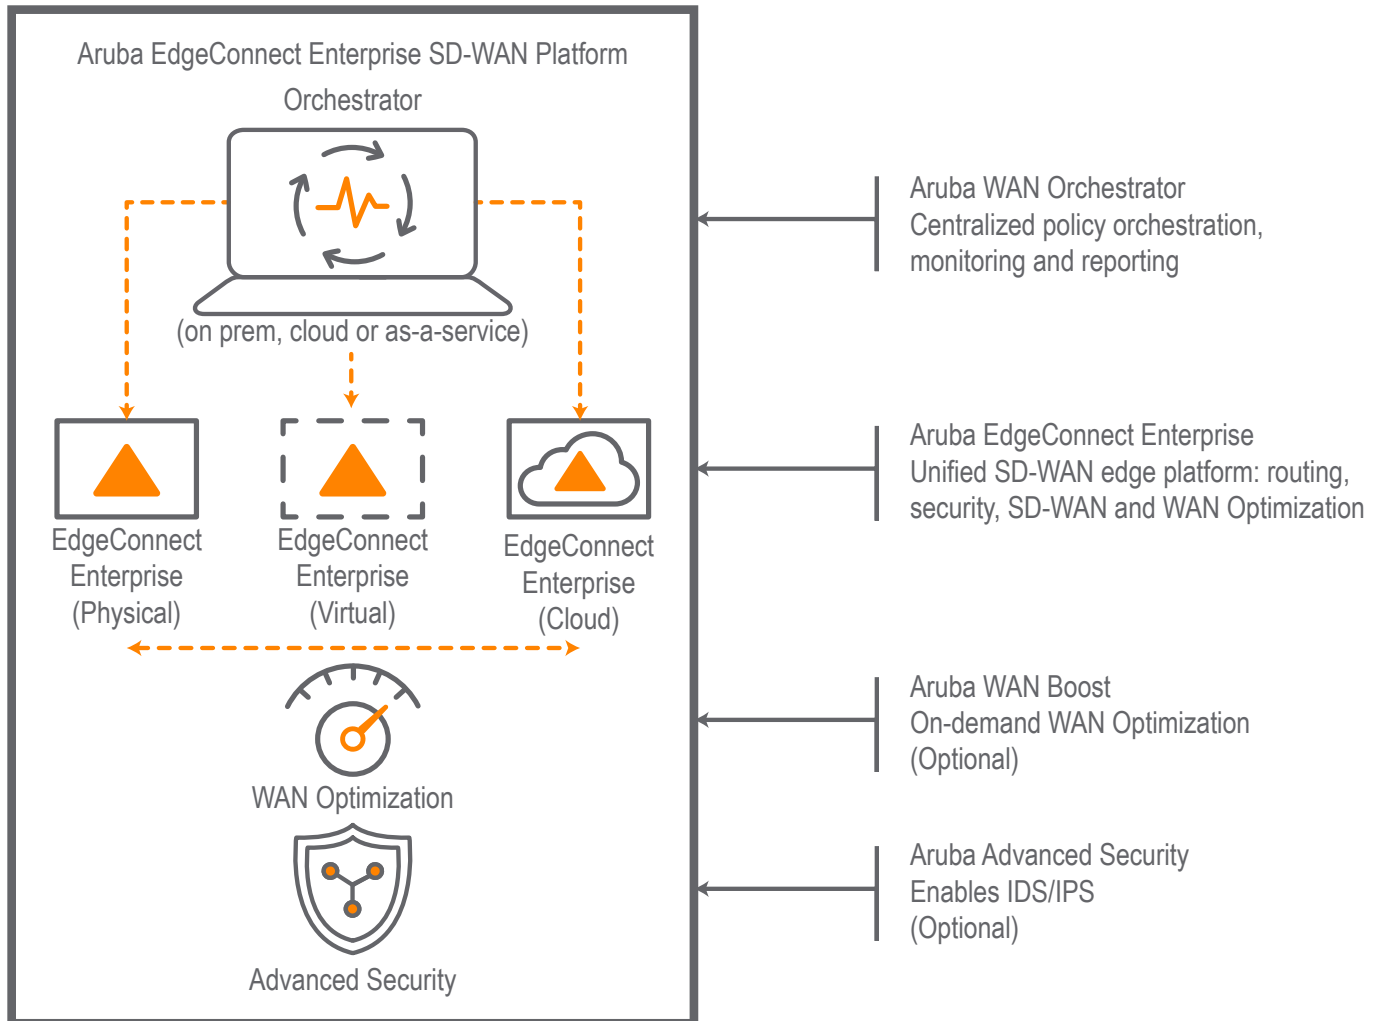 Aruba EdgeConnect Enterprise SD-WAN Platform
Orchestrator
(on prem, cloud or as-a-service)
EdgeConnect
Enterprise
(Physical)
EdgeConnect
Enterprise
(Virtual)
EdgeConnect
Enterprise
(Cloud)
WAN Optimization
Advanced Security
Aruba WAN Orchestrator
Centralized policy orchestration,
monitoring and reporting
Aruba EdgeConnect Enterprise
Unified SD-WAN edge platform: routing,
security, SD-WAN and WAN Optimization
Aruba WAN Boost
On-demand WAN Optimization
(Optional)
Aruba Advanced Security
Enables IDS/IPS
(Optional)